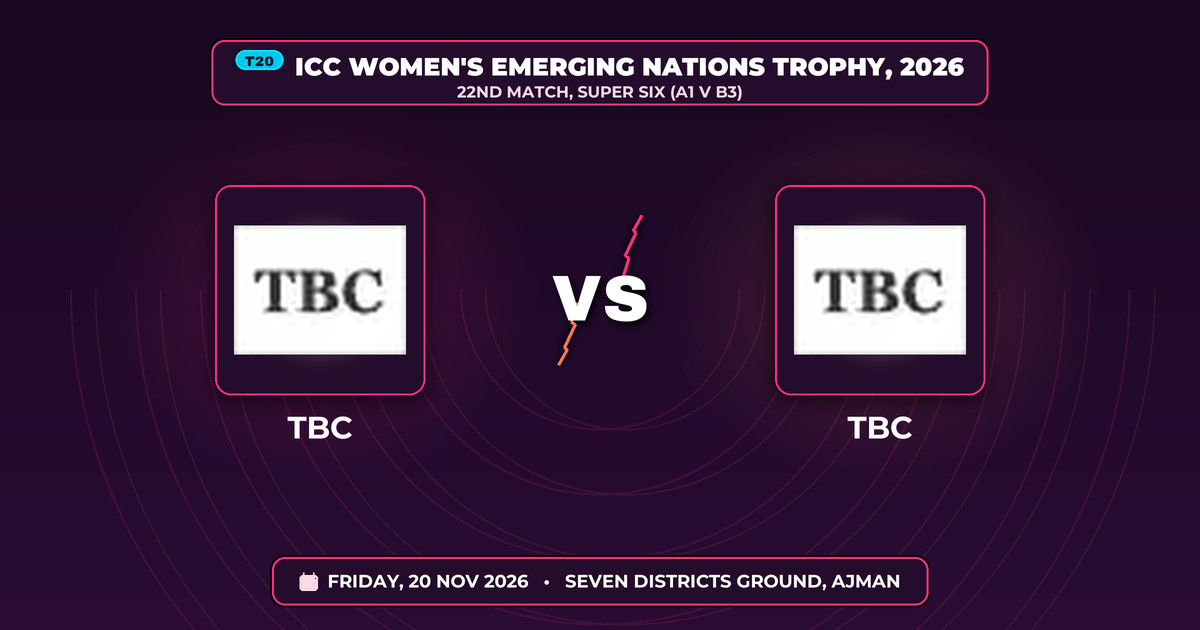 T20 ICC WOMEN'S EMERGING NATIONS TROPHY, 2026
22ND MATCH, SUPER SIX (A1 V B3)
TBC
TBC
VS
TBC
TBC
FRIDAY, 20 NOV 2026 • SEVEN DISTRICTS GROUND, AJMAN